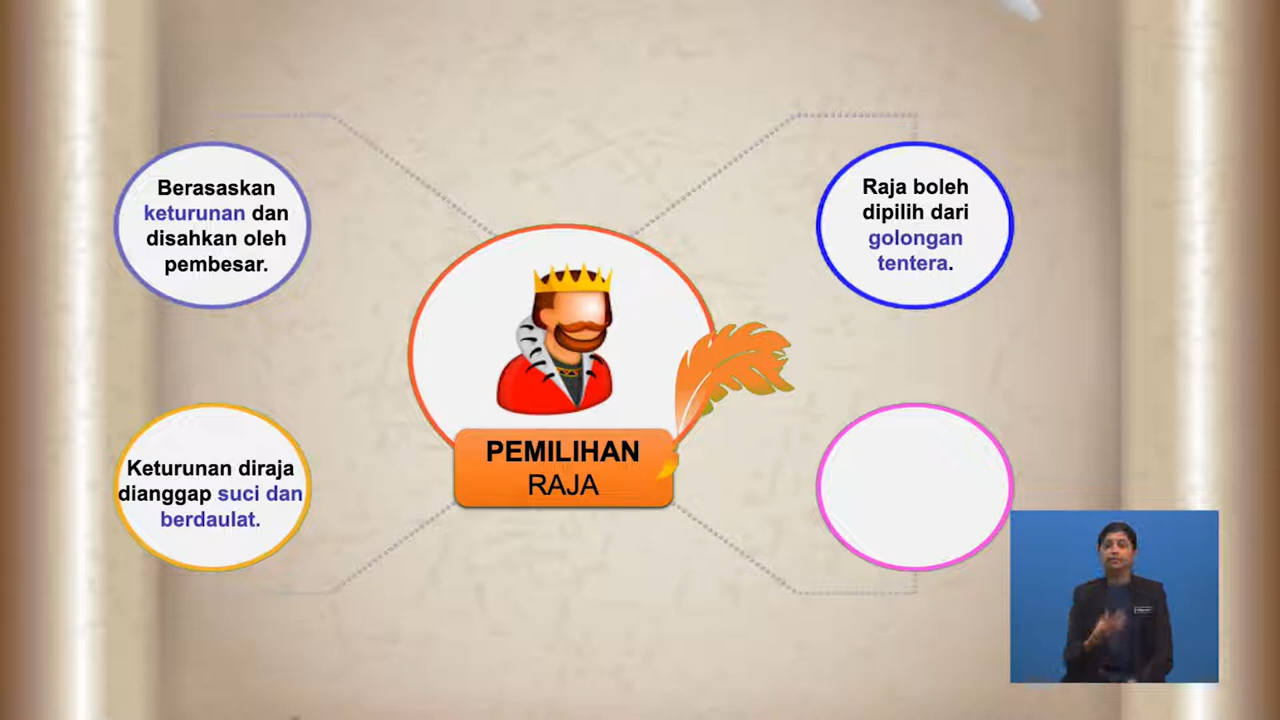 Berasaskan
keturunan dan
disahkan oleh
pembesar.
Raja boleh
dipilih dari
golongan
tentera.
PEMILIHAN
RAJA
Keturunan diraja
dianggap suci dan
berdaulat.